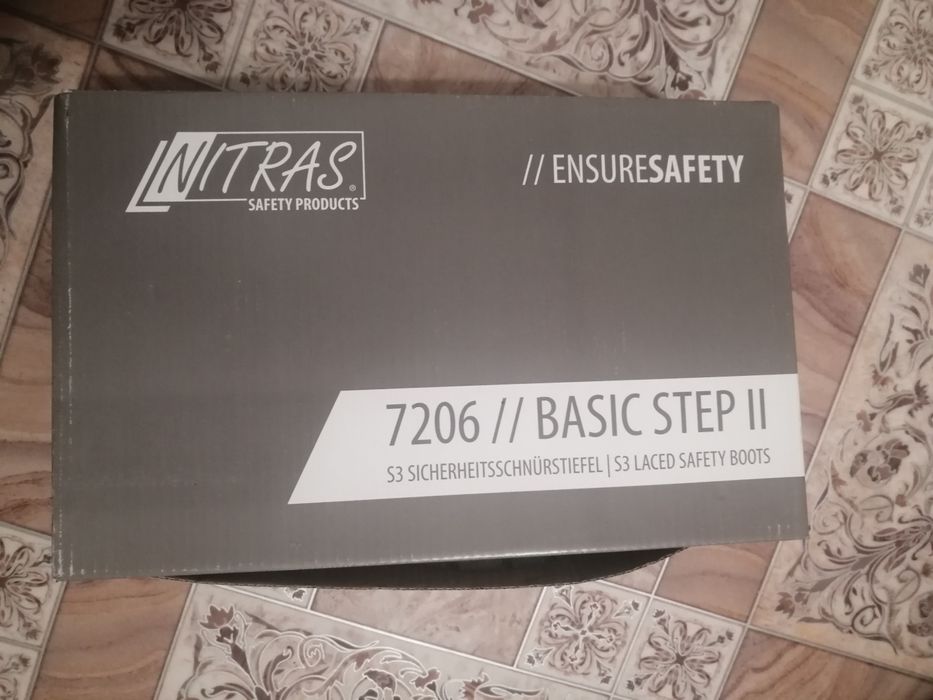 NITRAS®
SAFETY PRODUCTS
// ENSURESAFETY
7206 // BASIC STEP II
S3 SICHERHEITSSCHNÜRSTIEFEL | S3 LACED SAFETY BOOTS